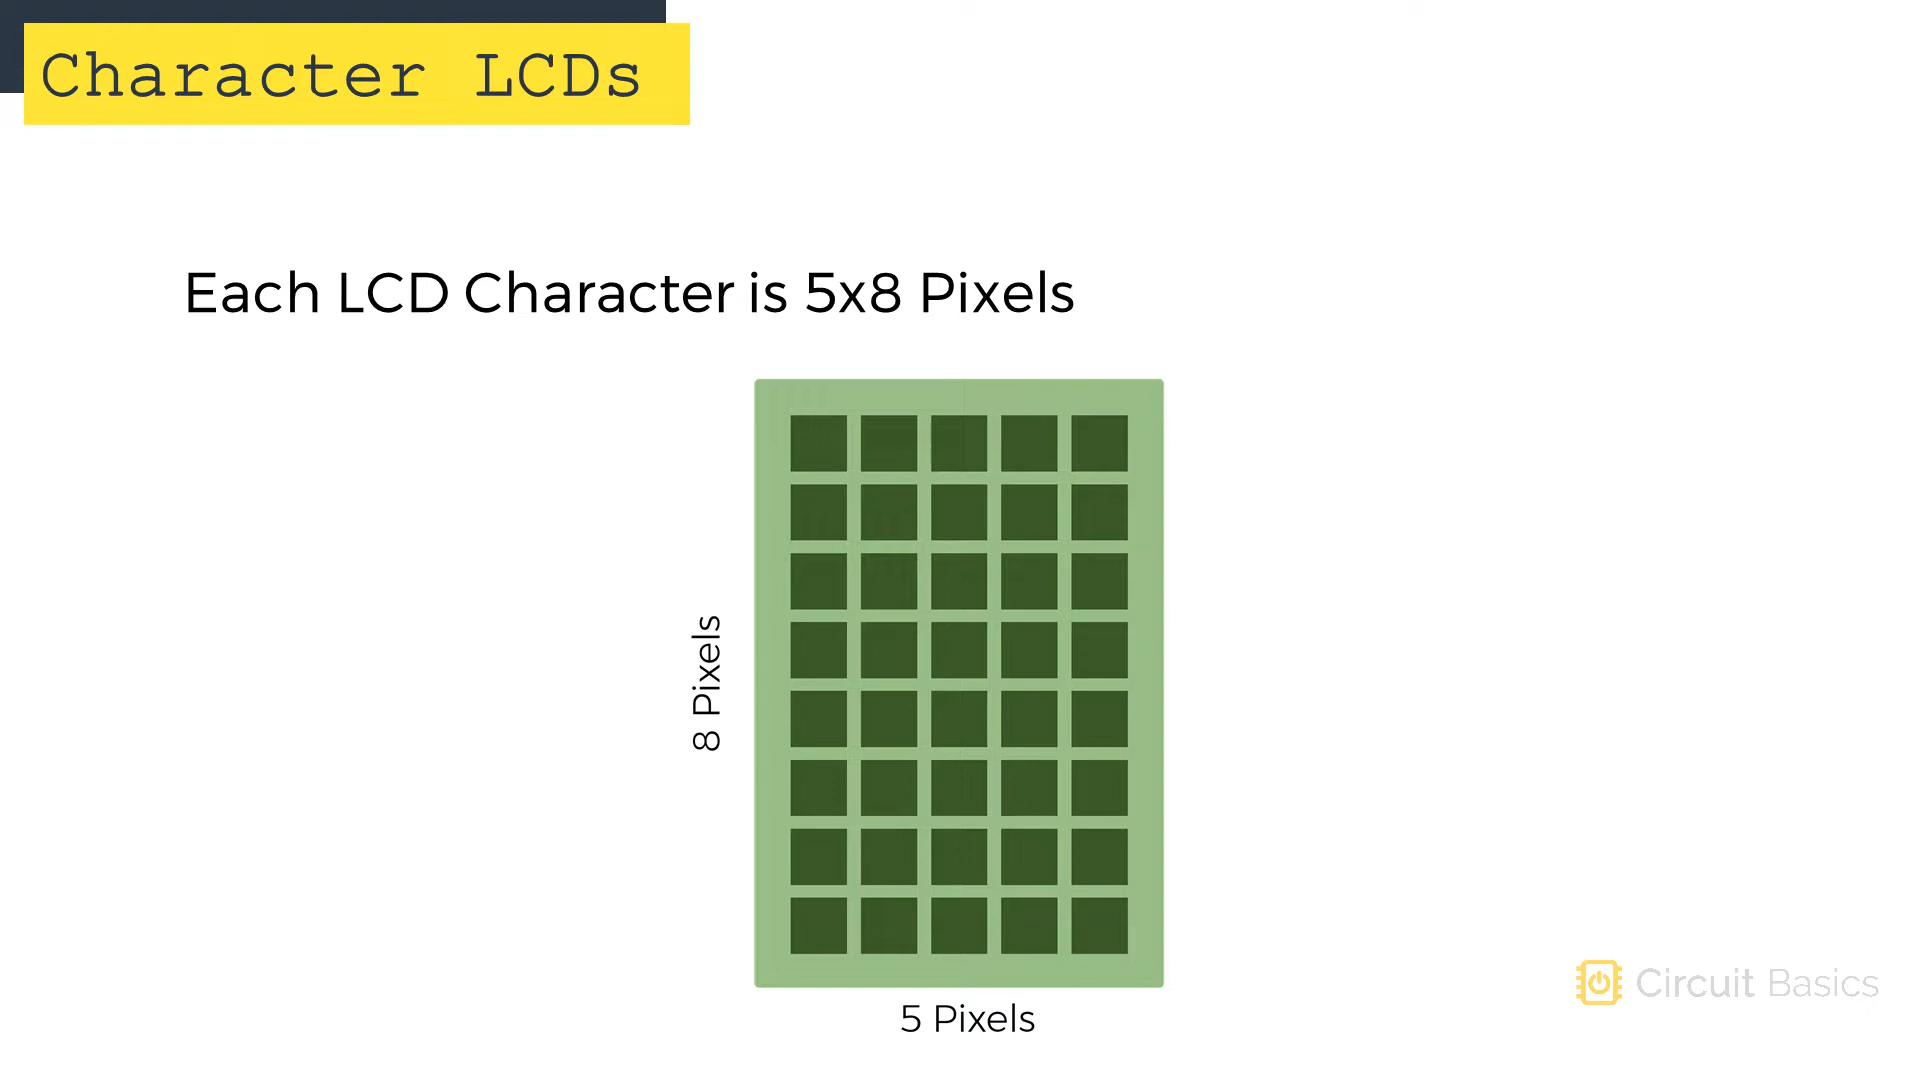 Character LCDs
Each LCD Character is 5x8 Pixels
8 Pixels
5 Pixels
Circuit Basics